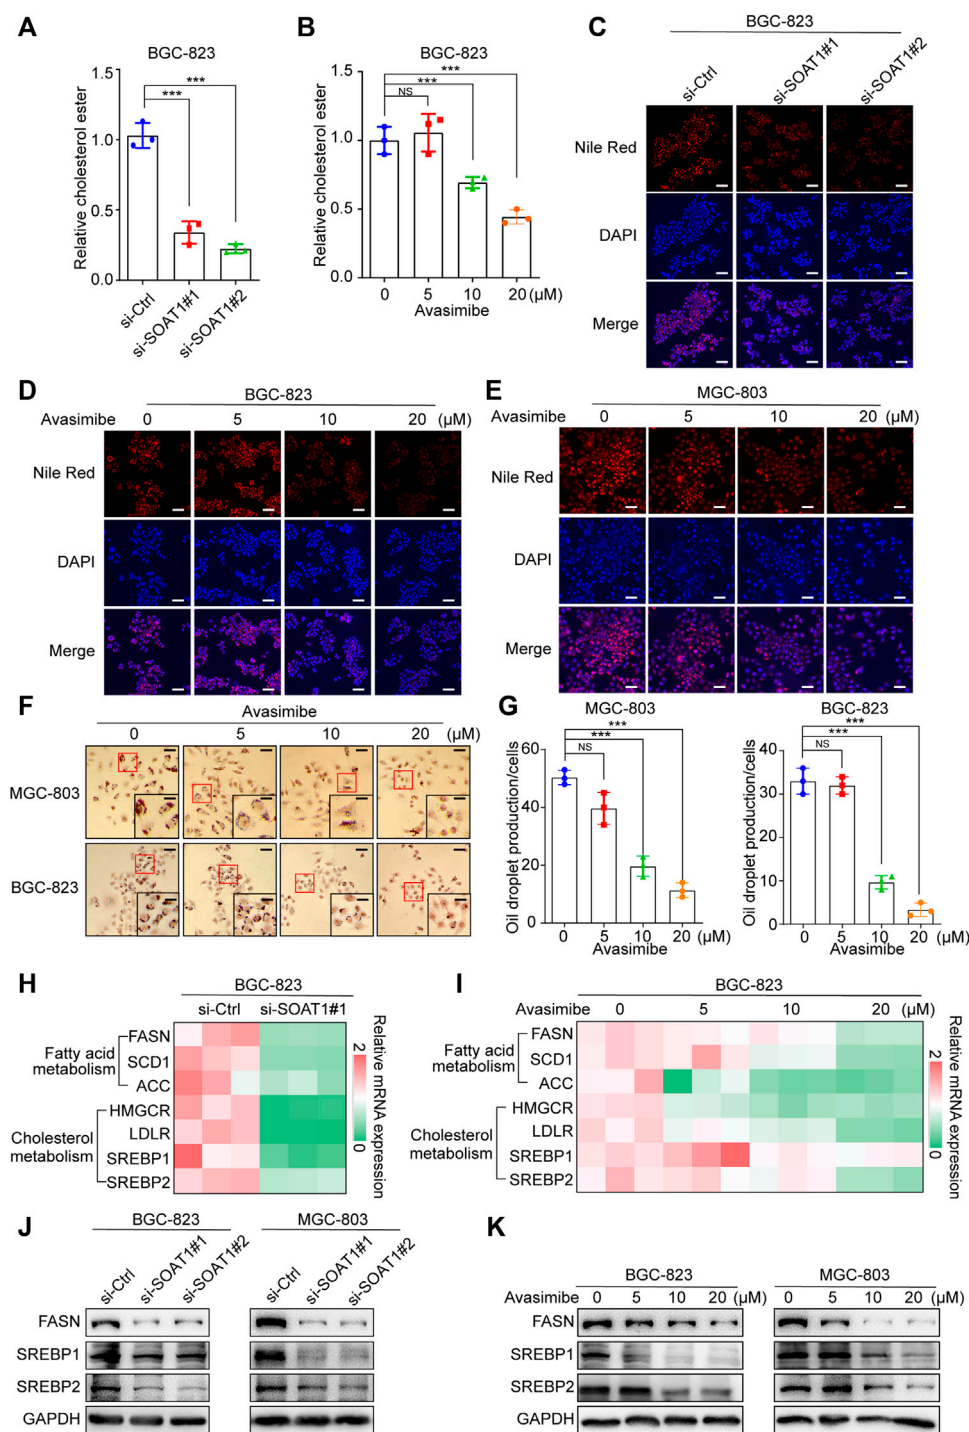 A
BGC-823
Relative cholesterol ester
1.5
1.0
0.5
0.0
***
***
si-Ctrl
si-SOAT1#1
si-SOAT1#2
B
BGC-823
Relative cholesterol ester
1.5
1.0
0.5
0.0
***
***
NS
0 5 10 20 (μM)
Avasimibe
C
BGC-823
si-Ctrl
si-SOAT1#1
si-SOAT1#2
Nile Red
DAPI
Merge
D
BGC-823
Avasimibe 0 5 10 20 (μM)
Nile Red
DAPI
Merge
E
MGC-803
Avasimibe 0 5 10 20 (μM)
Nile Red
DAPI
Merge
F
Avasimibe
0 5 10 20 (μM)
MGC-803
BGC-823
G
MGC-803
Oil droplet production/cells
60
40
20
0
***
***
NS
0 5 10 20 (μM)
Avasimibe
BGC-823
Oil droplet production/cells
40
30
20
10
0
***
***
NS
0 5 10 20 (μM)
Avasimibe
H
BGC-823
si-Ctrl si-SOAT1#1
Fatty acid
metabolism
FASN
SCD1
ACC
Cholesterol
metabolism
HMGCR
LDLR
SREBP1
SREBP2
2
0
Relative mRNA expression
I
BGC-823
Avasimibe 0 5 10 20 (μM)
Fatty acid
metabolism
FASN
SCD1
ACC
Cholesterol
metabolism
HMGCR
LDLR
SREBP1
SREBP2
2
0
Relative mRNA expression
J
BGC-823 MGC-803
si-Ctrl
si-SOAT1#1
si-SOAT1#2
si-Ctrl
si-SOAT1#1
si-SOAT1#2
FASN
SREBP1
SREBP2
GAPDH
K
BGC-823 MGC-803
Avasimibe 0 5 10 20 (μM) 0 5 10 20 (μM)
FASN
SREBP1
SREBP2
GAPDH